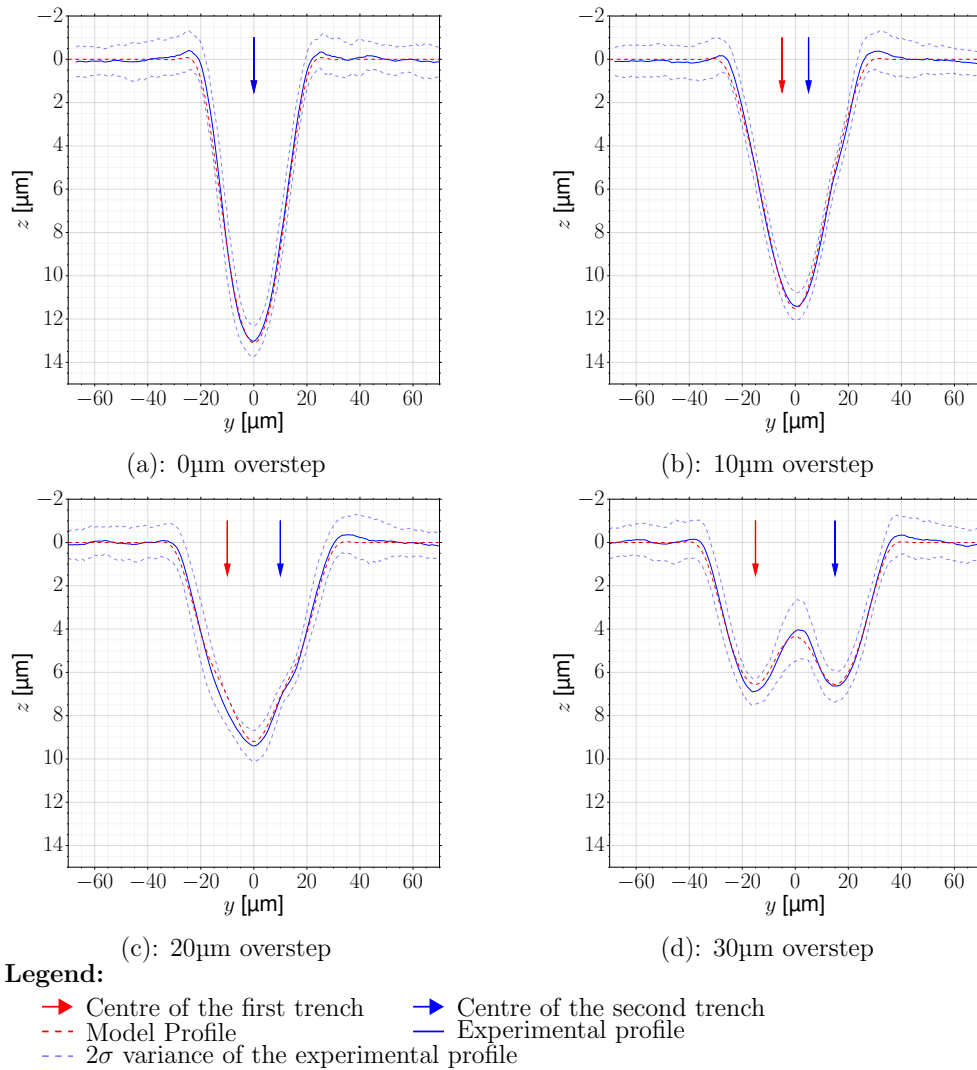 −2
0
2
4
6
8
10
12
14
z [µm]
−60 −40 −20 0 20 40 60
y [µm]
(a): 0µm overstep
−2
0
2
4
6
8
10
12
14
z [µm]
−60 −40 −20 0 20 40 60
y [µm]
(b): 10µm overstep
−2
0
2
4
6
8
10
12
14
z [µm]
−60 −40 −20 0 20 40 60
y [µm]
(c): 20µm overstep
−2
0
2
4
6
8
10
12
14
z [µm]
−60 −40 −20 0 20 40 60
y [µm]
(d): 30µm overstep
Legend:
Centre of the first trench
Centre of the second trench
Model Profile
Experimental profile
2σ variance of the experimental profile